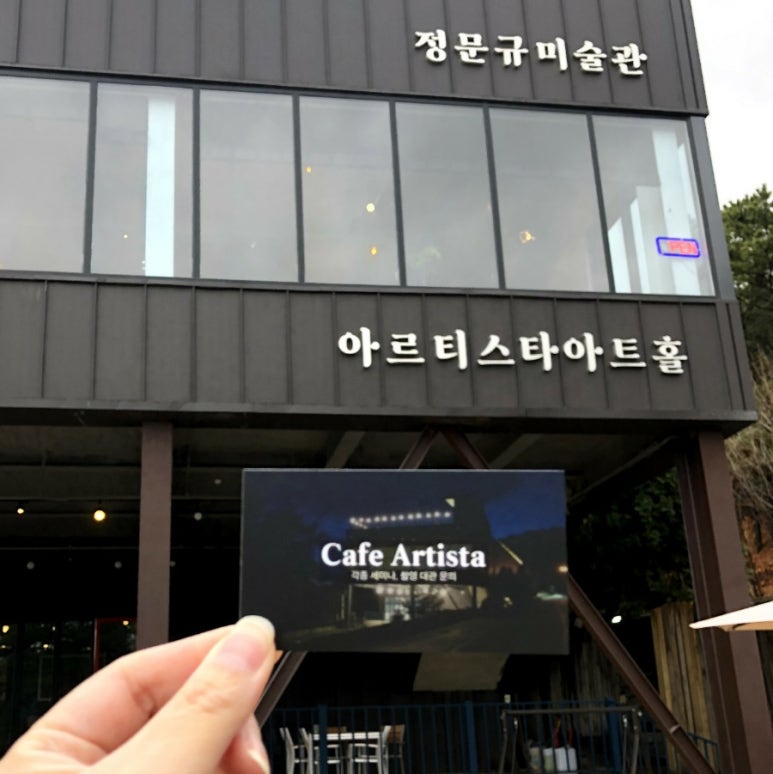 정문규미술관
OPEN
아르티스타아트홀
Cafe Artista
각종 세미나, 촬영 대관 문의